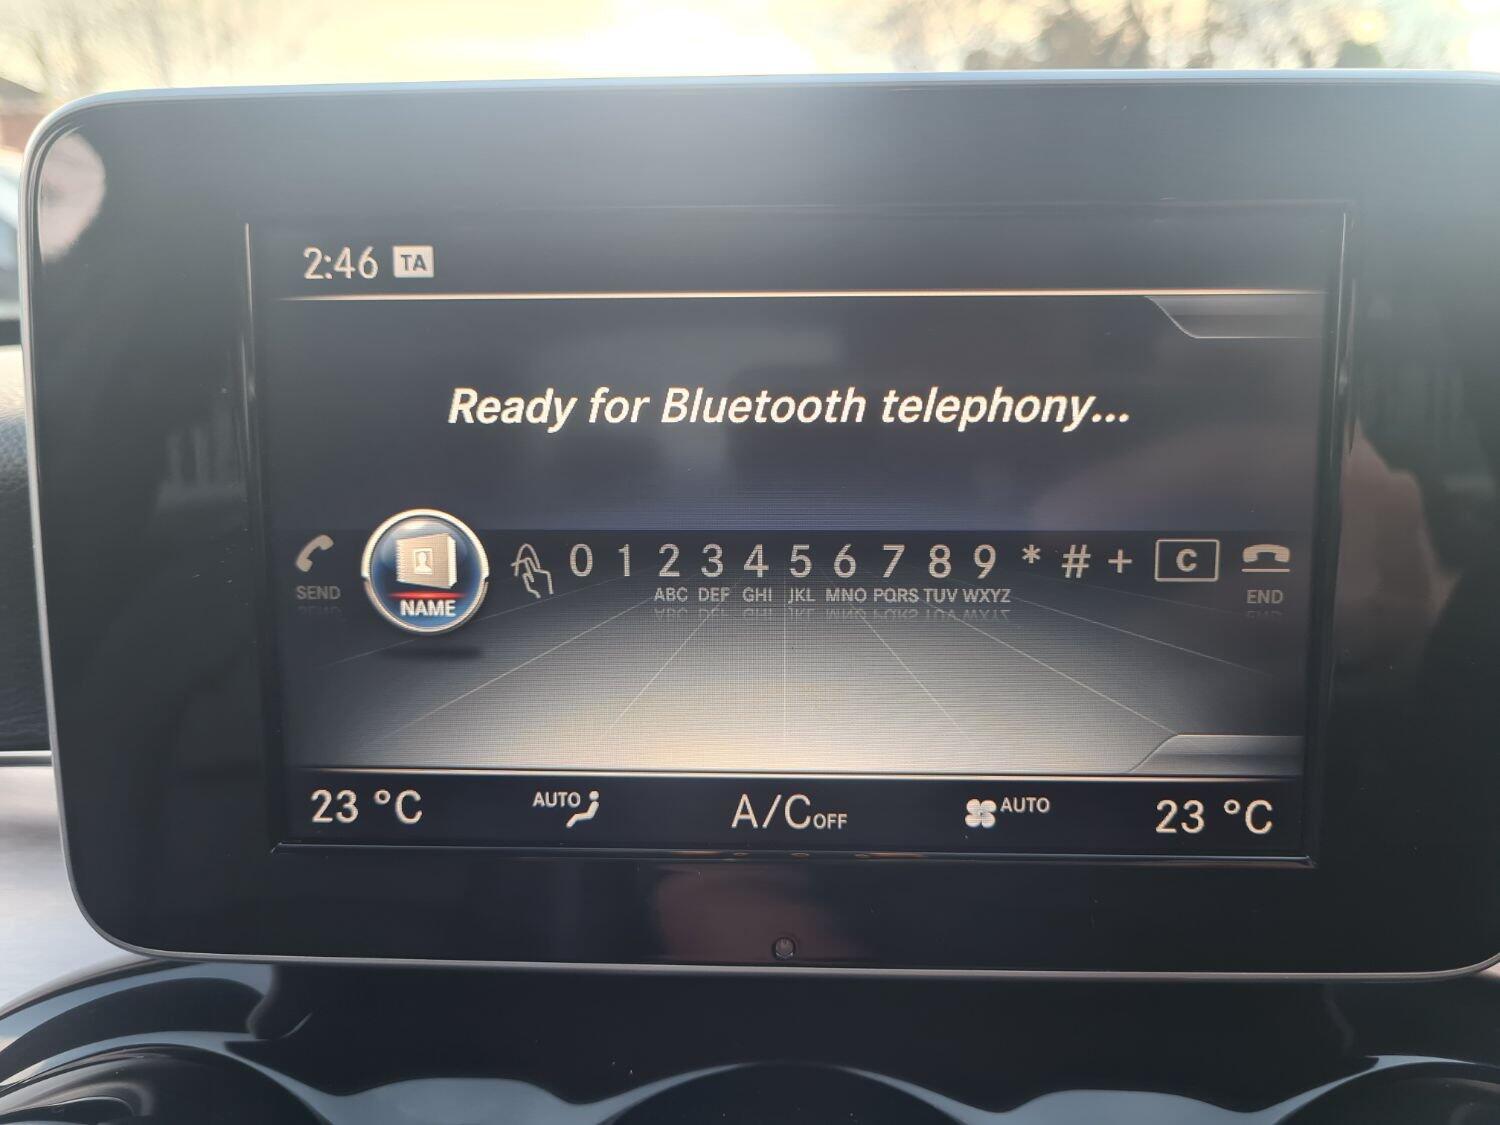 2:46 TA
Ready for Bluetooth telephony...
0 1 2 3 4 5 6 7 8 9 * # + C
SEND NAME ABC DEF GHI JKL MNO PQRS TUV WXYZ END
23 °C AUTO A/C OFF AUTO 23 °C